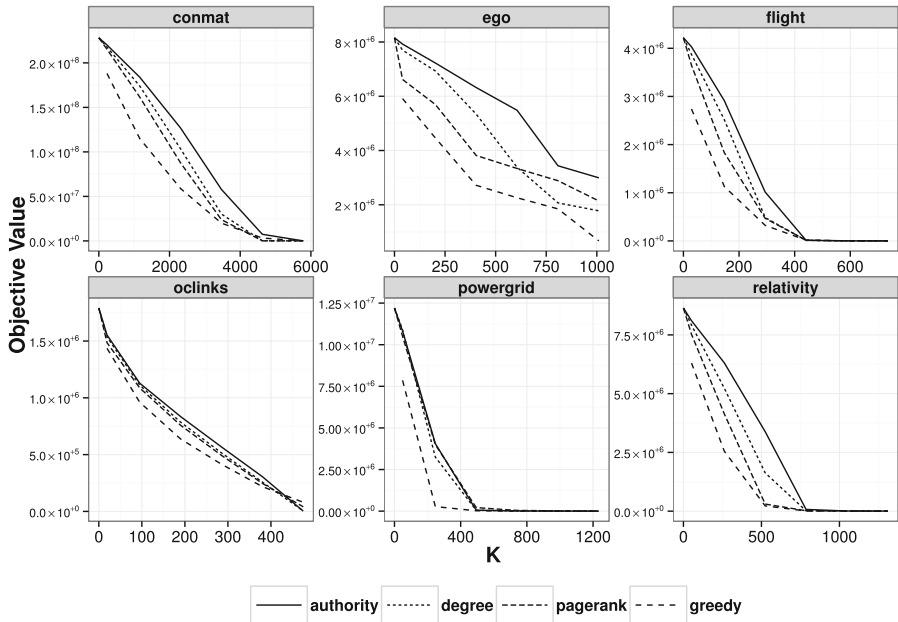 conmat ego flight
2.0×10⁺⁸
1.5×10⁺⁸
1.0×10⁺⁸
5.0×10⁺⁷
0.0×10⁺⁰
0 2000 4000 6000
8×10⁺⁶
6×10⁺⁶
4×10⁺⁶
2×10⁺⁶
0 250 500 750 1000
4×10⁺⁶
3×10⁺⁶
2×10⁺⁶
1×10⁺⁶
0×10⁺⁰
0 200 400 600
Objective Value
oclinks powergrid relativity
1.5×10⁺⁶
1.0×10⁺⁶
5.0×10⁺⁵
0.0×10⁺⁰
0 100 200 300 400
1.25×10⁺⁷
1.00×10⁺⁷
7.50×10⁺⁶
5.00×10⁺⁶
2.50×10⁺⁶
0.00×10⁺⁰
0 400 800 1200
7.5×10⁺⁶
5.0×10⁺⁶
2.5×10⁺⁶
0.0×10⁺⁰
0 500 1000
K
authority degree pagerank greedy